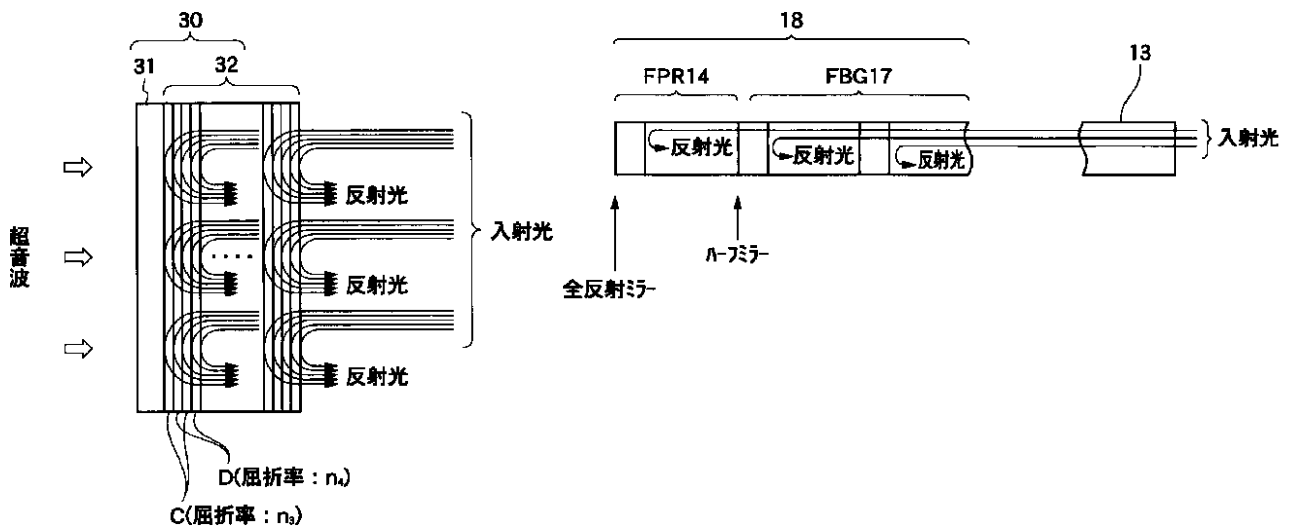 30
31
32
超音波
反射光
反射光
反射光
入射光
D(屈折率：n₄)
C(屈折率：n₃)
18
FPR14
FBG17
13
反射光
反射光
反射光
入射光
ハーフミラー
全反射ミラー